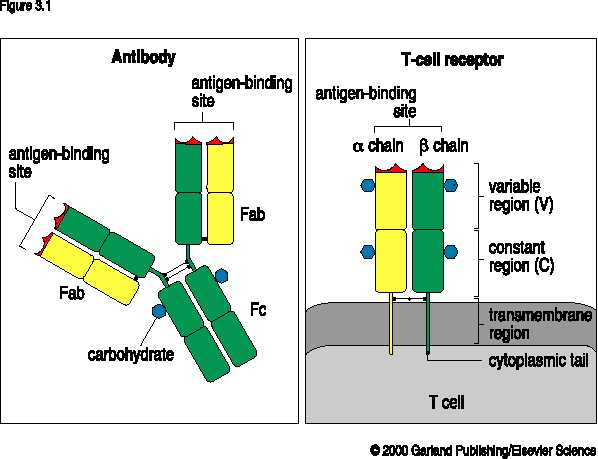 Figure 3.1
Antibody
antigen-binding
site
antigen-binding
site
Fab
Fab
Fc
carbohydrate
T-cell receptor
antigen-binding
site
α chain
β chain
variable
region (V)
constant
region (C)
transmembrane
region
cytoplasmic tail
T cell
© 2000 Garland Publishing/Elsevier Science